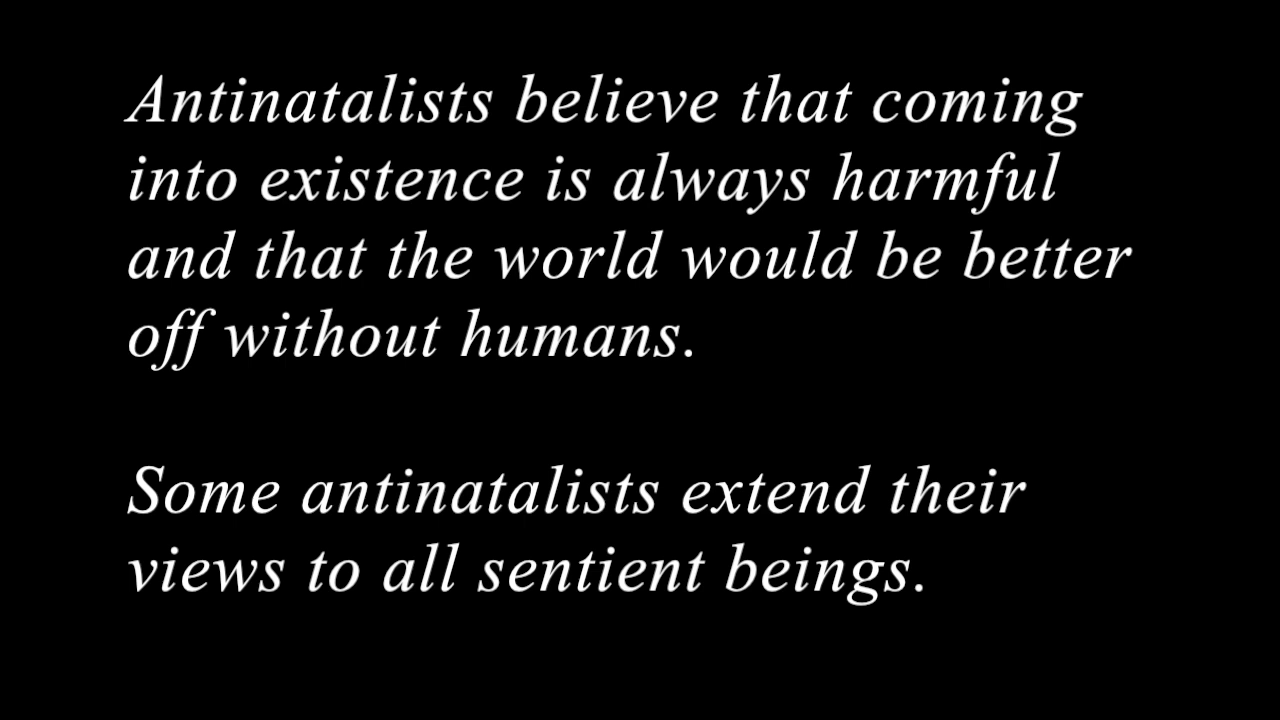 Antinatalists believe that coming
into existence is always harmful
and that the world would be better
off without humans.
Some antinatalists extend their
views to all sentient beings.